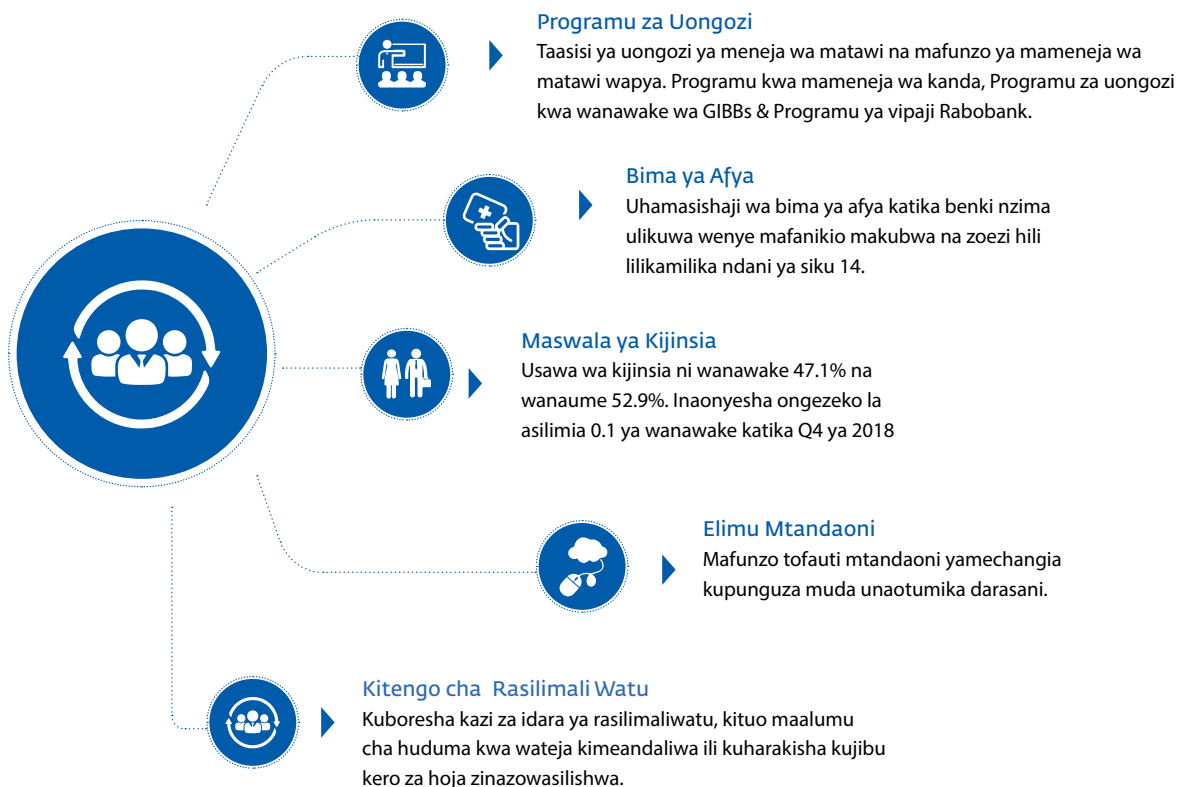 Programu za Uongozi
Taasisi ya uongozi ya meneja wa matawi na mafunzo ya mameneja wa
matawi wapya. Programu kwa mameneja wa kanda, Programu za uongozi
kwa wanawake wa GIBBs & Programu ya vipaji Rabobank.
Bima ya Afya
Uhamasishaji wa bima ya afya katika benki nzima
ulikuwa wenye mafanikio makubwa na zoezi hili
lilikamilika ndani ya siku 14.
Maswala ya Kijinsia
Usawa wa kijinsia ni wanawake 47.1% na
wanaume 52.9%. Inaonyesha ongezeko la
asilimia 0.1 ya wanawake katika Q4 ya 2018
Elimu Mtandaoni
Mafunzo tofauti mtandaoni yamechangia
kupunguza muda unaotumika darasani.
Kitengo cha Rasilimali Watu
Kuboresha kazi za idara ya rasilimaliwatu, kituo maalumu
cha huduma kwa wateja kimeandaliwa ili kuharakisha kujibu
kero za hoja zinazowasilishwa.